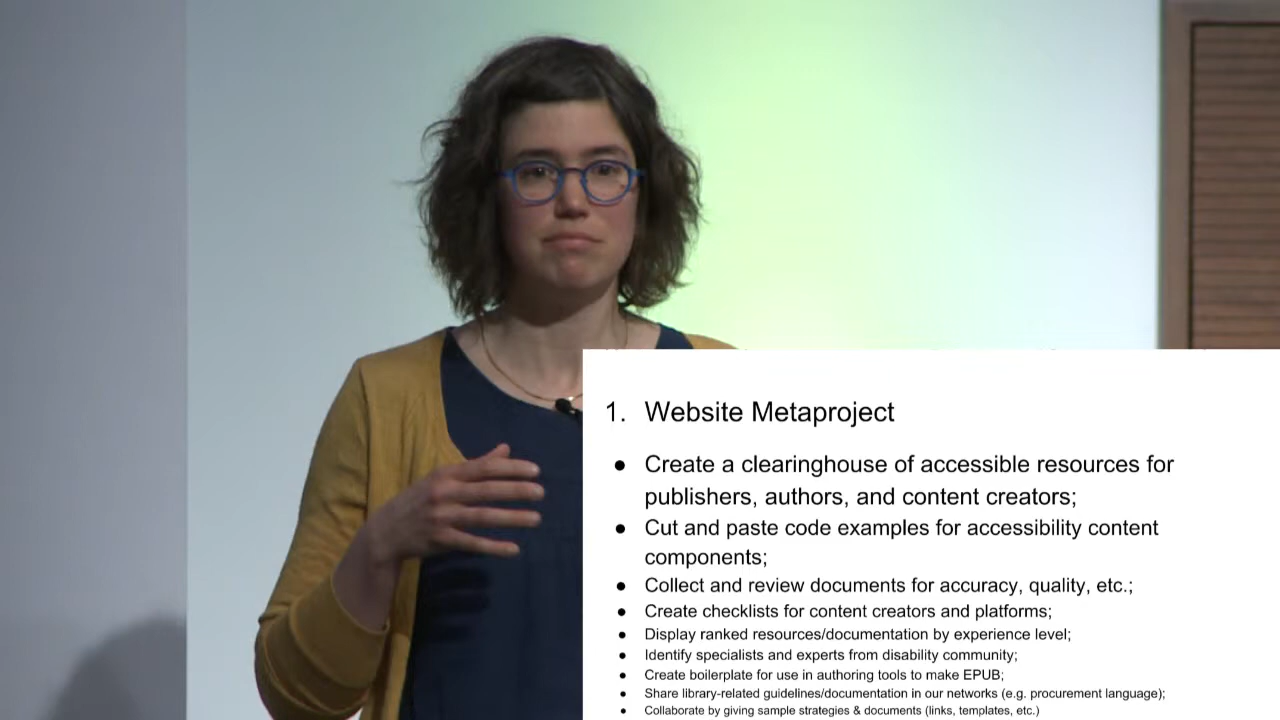 1. Website Metaproject
● Create a clearinghouse of accessible resources for
publishers, authors, and content creators;
● Cut and paste code examples for accessibility content
components;
● Collect and review documents for accuracy, quality, etc.;
● Create checklists for content creators and platforms;
● Display ranked resources/documentation by experience level;
● Identify specialists and experts from disability community;
● Create boilerplate for use in authoring tools to make EPUB;
● Share library-related guidelines/documentation in our networks (e.g. procurement language);
● Collaborate by giving sample strategies & documents (links, templates, etc.)